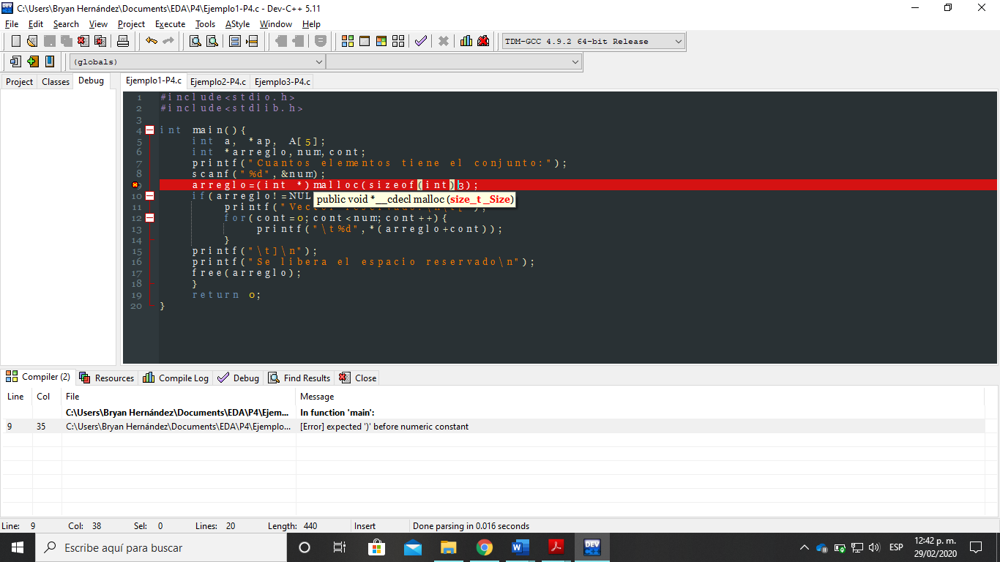 C:\Users\Bryan Hernández\Documents\EDA\P4\Ejemplo1-P4.c - Dev-C++ 5.11
File Edit Search View Project Execute Tools AStyle Window Help
TDM-GCC 4.9.2 64-bit Release
(globals)
Project Classes Debug
Ejemplo1-P4.c Ejemplo2-P4.c Ejemplo3-P4.c
1 #include<stdio.h>
2 #include<stdlib.h>
3
4 int main(){
5 int a, *ap, A[5];
6 int *arreglo,num,cont;
7 printf("Cuantos elementos tiene el conjunto:");
8 scanf("%d",&num);
9 arreglo=(int *)malloc(sizeof(int)3);
10 if(arreglo!=NUL
public void *__cdecl malloc (size_t _Size)
11 printf("Vec
12 for(cont=0;cont<num;cont++){
13 printf("\t%d",*(arreglo+cont));
14 }
15 printf("\t]\n");
16 printf("Se libera el espacio reservado\n");
17 free(arreglo);
18 }
19 return 0;
20 }
Compiler (2) Resources Compile Log Debug Find Results Close
Line Col File Message
C:\Users\Bryan Hernández\Documents\EDA\P4\Ejem... In function 'main':
9 35 C:\Users\Bryan Hernández\Documents\EDA\P4\Ejemplo... [Error] expected ')' before numeric constant
Line: 9 Col: 38 Sel: 0 Lines: 20 Length: 440 Insert Done parsing in 0.016 seconds
Escribe aquí para buscar
ESP
12:42 p. m.
29/02/2020